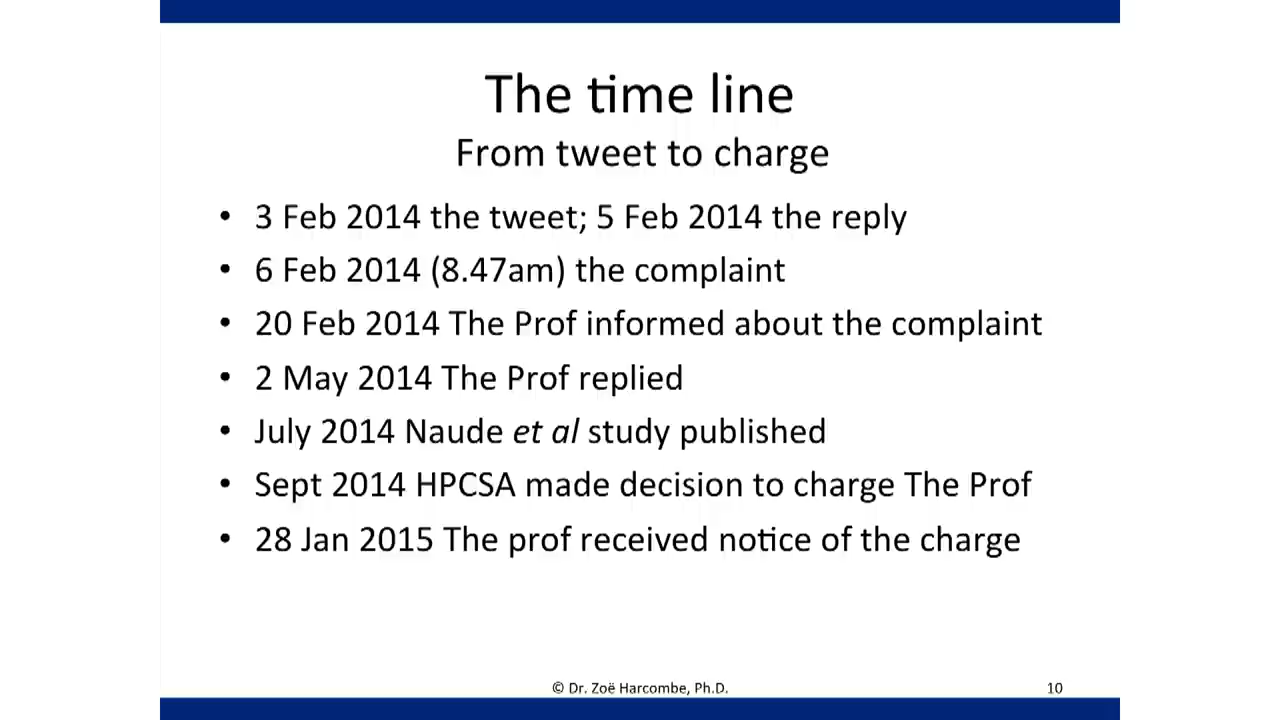 The time line
From tweet to charge
• 3 Feb 2014 the tweet; 5 Feb 2014 the reply
• 6 Feb 2014 (8.47am) the complaint
• 20 Feb 2014 The Prof informed about the complaint
• 2 May 2014 The Prof replied
• July 2014 Naude et al study published
• Sept 2014 HPCSA made decision to charge The Prof
• 28 Jan 2015 The prof received notice of the charge
© Dr. Zoë Harcombe, Ph.D.
10